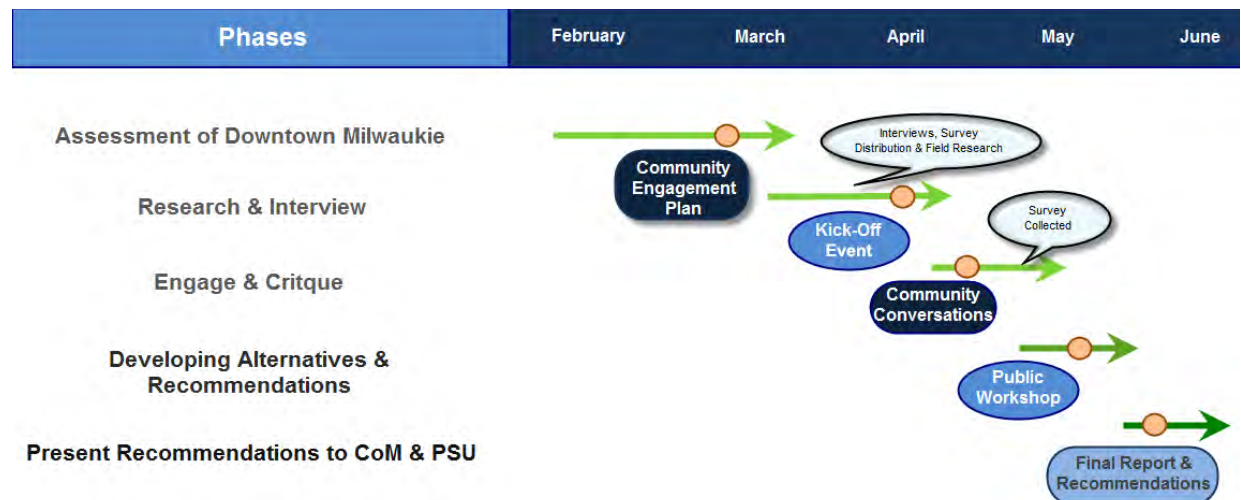 Phases
February
March
April
May
June
Assessment of Downtown Milwaukie
Interviews, Survey
Distribution & Field Research
Community
Engagement
Plan
Research & Interview
Kick-Off
Event
Survey
Collected
Engage & Critque
Community
Conversations
Developing Alternatives &
Recommendations
Public
Workshop
Present Recommendations to CoM & PSU
Final Report &
Recommendations